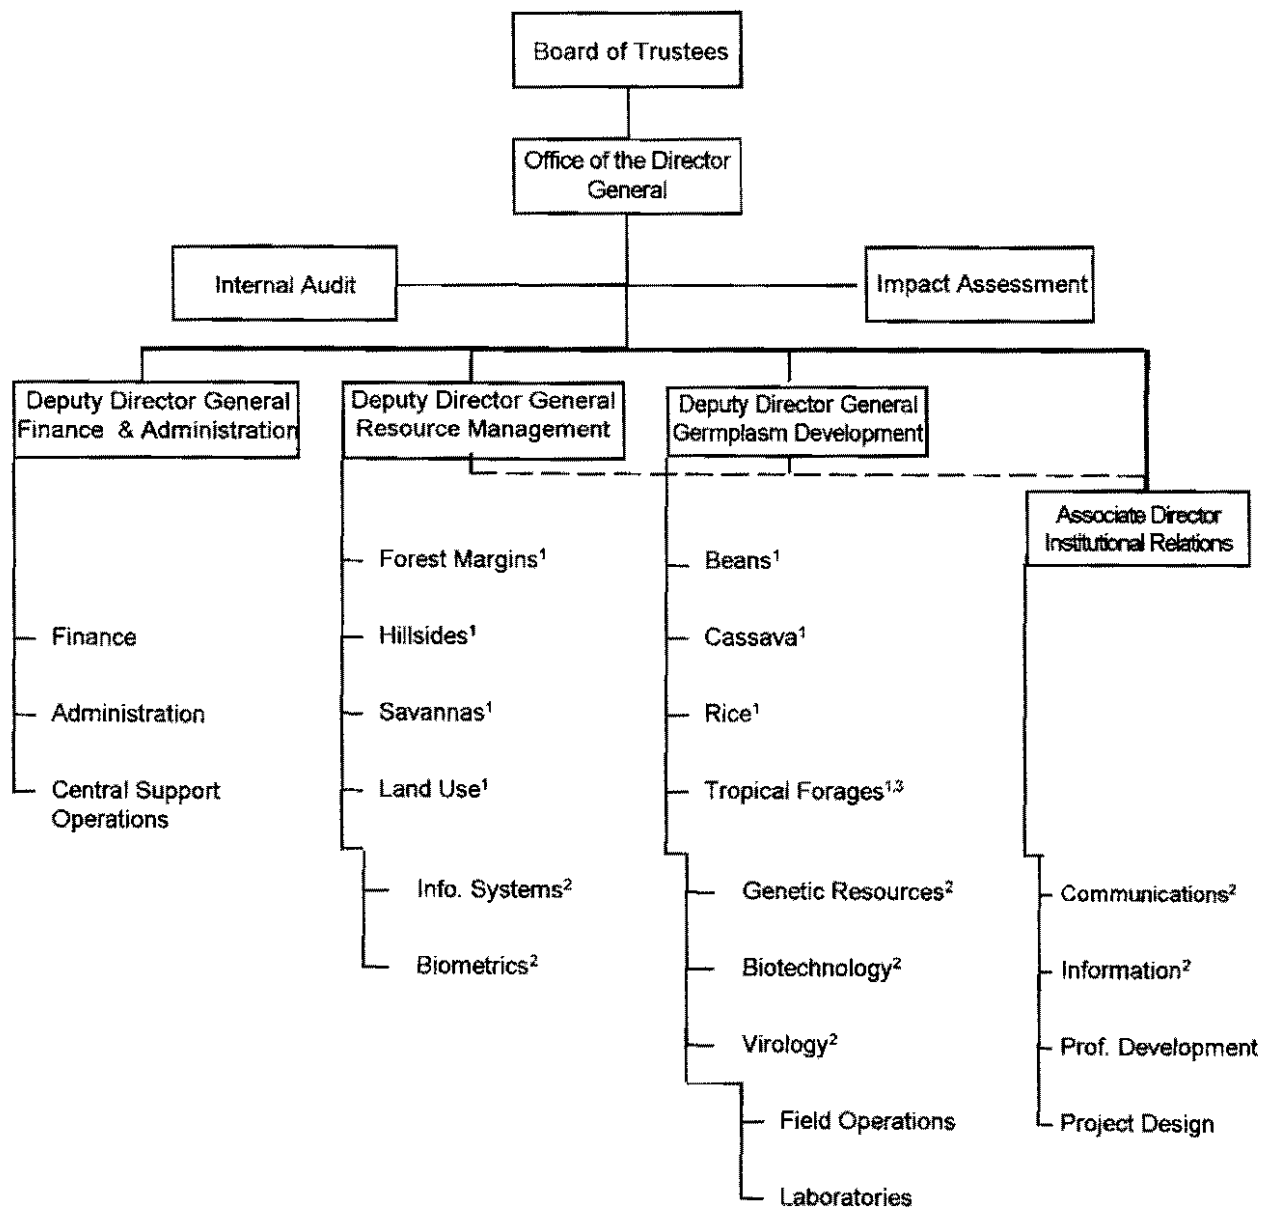 Board of Trustees
Office of the Director
General
Internal Audit
Impact Assessment
Deputy Director General
Finance & Administration
Deputy Director General
Resource Management
Deputy Director General
Germplasm Development
Associate Director
Institutional Relations
Finance
Administration
Central Support
Operations
Forest Margins¹
Hillsides¹
Savannas¹
Land Use¹
Info. Systems²
Biometrics²
Beans¹
Cassava¹
Rice¹
Tropical Forages¹,³
Genetic Resources²
Biotechnology²
Virology²
Field Operations
Laboratories
Communications²
Information²
Prof. Development
Project Design